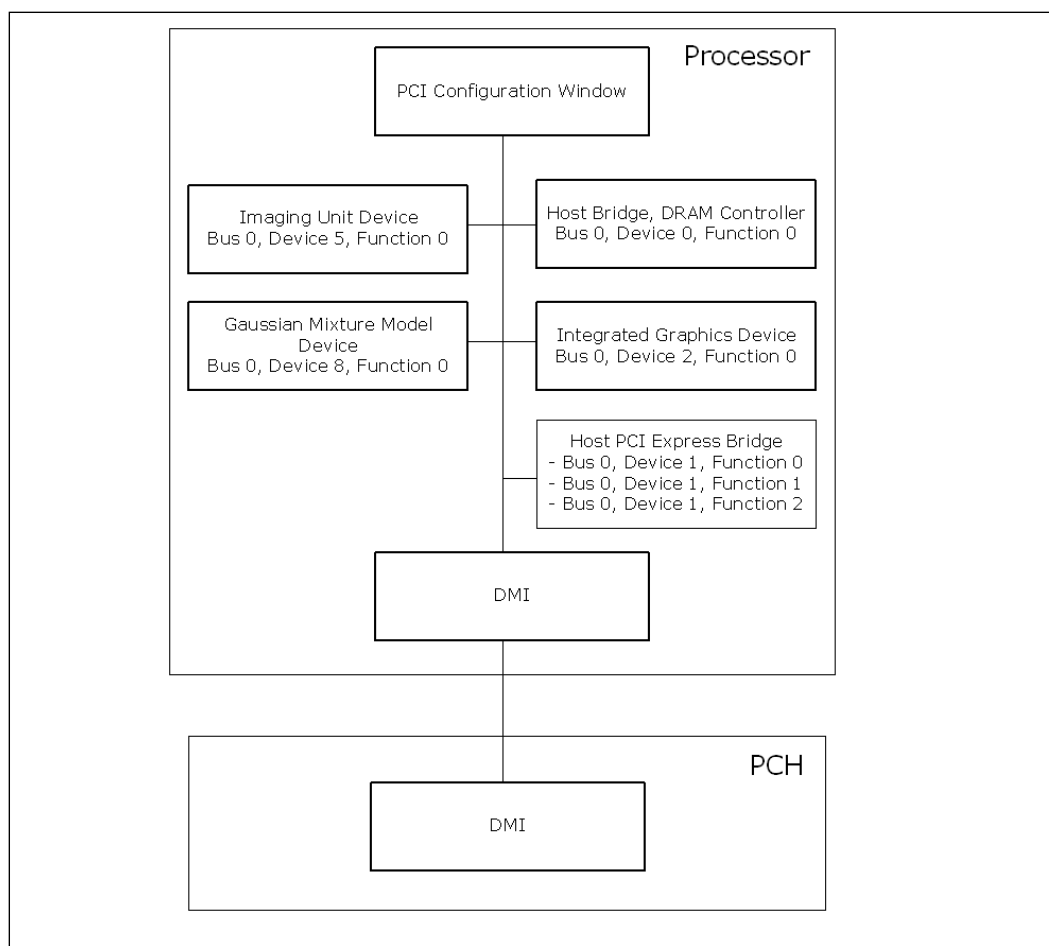 Processor
PCI Configuration Window
Imaging Unit Device
Bus 0, Device 5, Function 0
Host Bridge, DRAM Controller
Bus 0, Device 0, Function 0
Gaussian Mixture Model
Device
Bus 0, Device 8, Function 0
Integrated Graphics Device
Bus 0, Device 2, Function 0
Host PCI Express Bridge
- Bus 0, Device 1, Function 0
- Bus 0, Device 1, Function 1
- Bus 0, Device 1, Function 2
DMI
PCH
DMI